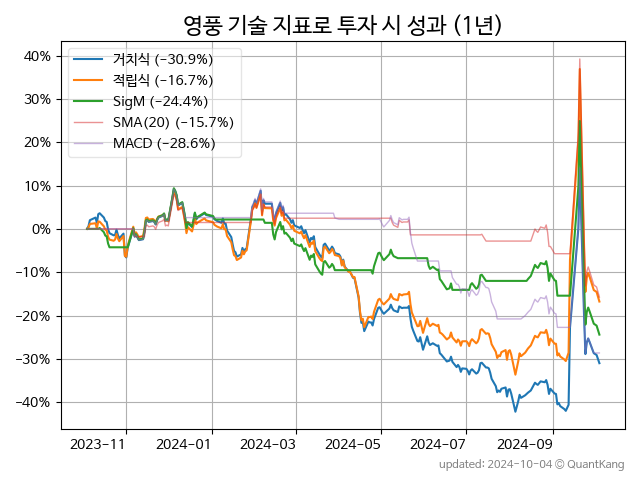 영풍 기술 지표로 투자 시 성과 (1년)
거치식 (−30.9%)
적립식 (−16.7%)
SigM (−24.4%)
SMA(20) (−15.7%)
MACD (−28.6%)
40%
30%
20%
10%
0%
−10%
−20%
−30%
−40%
2023-11
2024-01
2024-03
2024-05
2024-07
2024-09
updated: 2024-10-04 © QuantKang